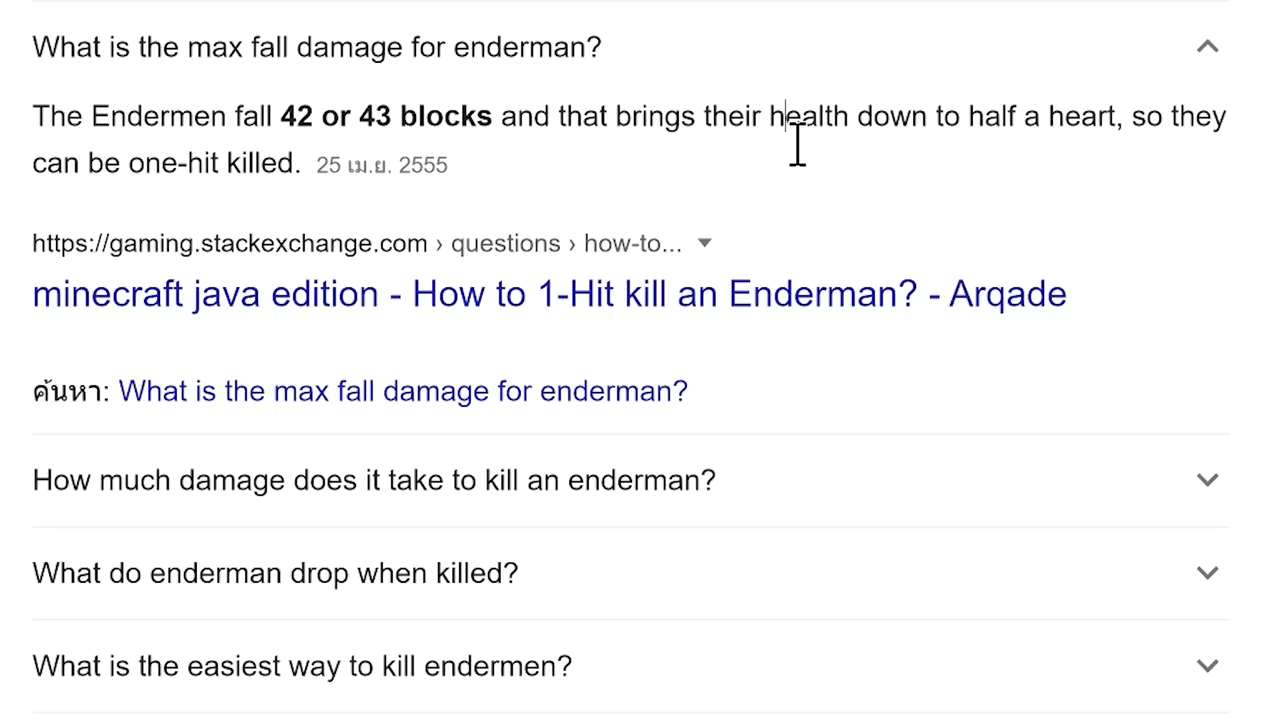 What is the max fall damage for enderman?
The Endermen fall 42 or 43 blocks and that brings their health down to half a heart, so they
can be one-hit killed. 25 เม.ย. 2555
https://gaming.stackexchange.com › questions › how-to...
minecraft java edition - How to 1-Hit kill an Enderman? - Arqade
ค้นหา: What is the max fall damage for enderman?
How much damage does it take to kill an enderman?
What do enderman drop when killed?
What is the easiest way to kill endermen?